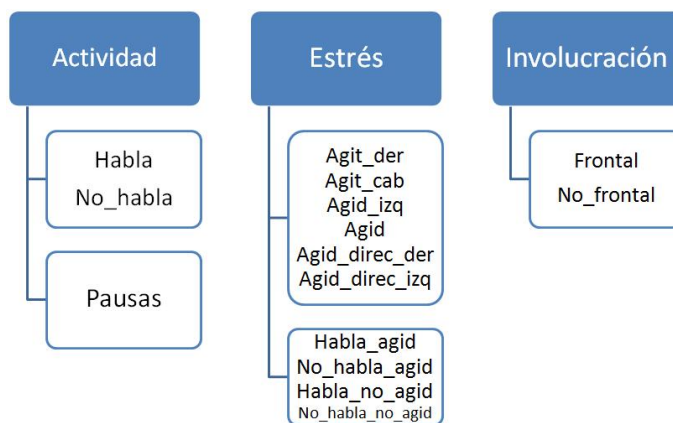 Actividad
Habla
No_habla
Pausas
Estrés
Agit_der
Agit_cab
Agid_izq
Agid
Agid_direc_der
Agid_direc_izq
Habla_agid
No_habla_agid
Habla_no_agid
No_habla_no_agid
Involucración
Frontal
No_frontal